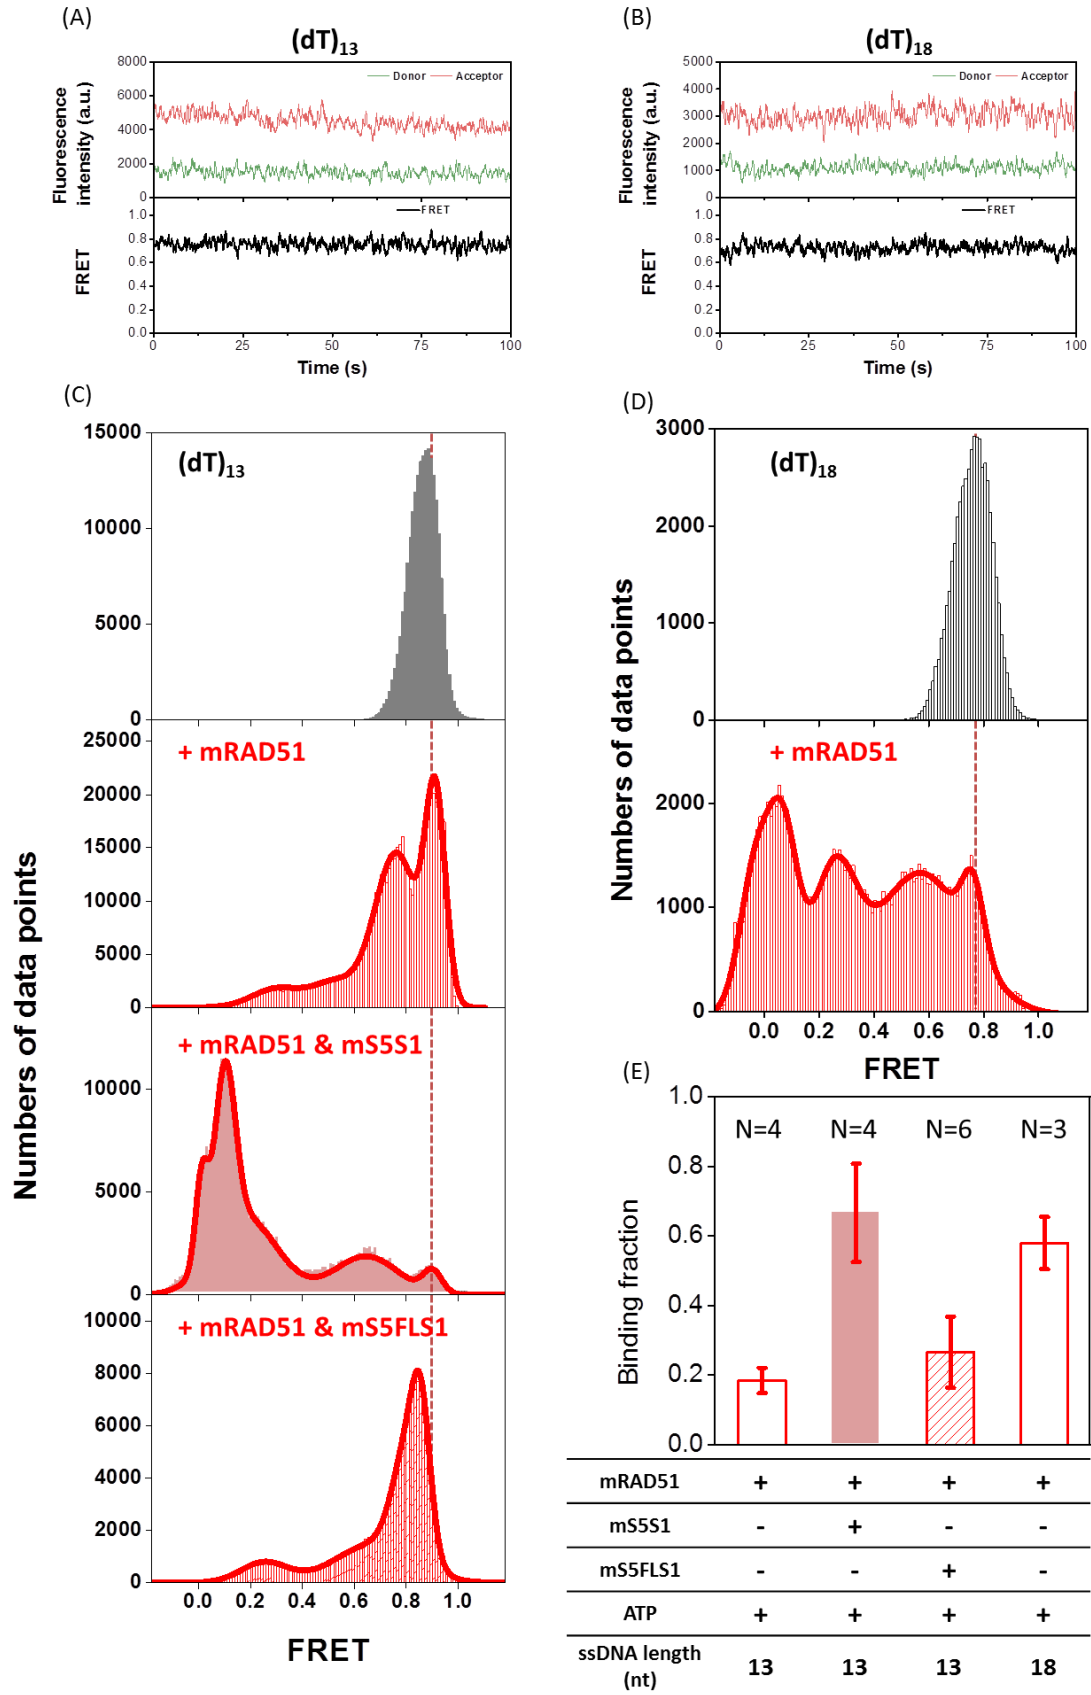 (A)
(dT)13
Donor Acceptor
8000
6000
4000
2000
0
Fluorescence
intensity (a.u.)
FRET
1.0
0.8
0.6
0.4
0.2
0.0
FRET
0 25 50 75 100
Time (s)
(B)
(dT)18
Donor Acceptor
5000
4000
3000
2000
1000
0
Fluorescence
intensity (a.u.)
FRET
1.0
0.8
0.6
0.4
0.2
0.0
FRET
0 25 50 75 100
Time (s)
(C)
(dT)13
15000
10000
5000
0
+ mRAD51
25000
20000
15000
10000
5000
0
+ mRAD51 & mS5S1
10000
5000
0
+ mRAD51 & mS5FLS1
10000
8000
6000
4000
2000
0
Numbers of data points
0.0 0.2 0.4 0.6 0.8 1.0
FRET
(D)
(dT)18
3000
2000
1000
0
+ mRAD51
2000
1000
0
Numbers of data points
0.0 0.2 0.4 0.6 0.8 1.0
FRET
(E)
1.0
0.8
0.6
0.4
0.2
0.0
Binding fraction
N=4 N=4 N=6 N=3
mRAD51 + + + +
mS5S1 - + - -
mS5FLS1 - - + -
ATP + + + +
ssDNA length
(nt) 13 13 13 18